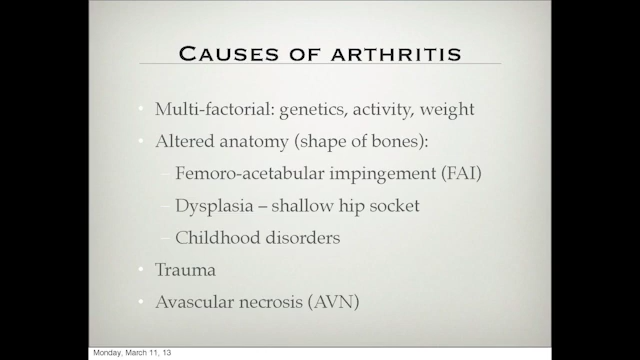 CAUSES OF ARTHRITIS
• Multi-factorial: genetics, activity, weight
• Altered anatomy (shape of bones):
– Femoro-acetabular impingement (FAI)
– Dysplasia – shallow hip socket
– Childhood disorders
• Trauma
• Avascular necrosis (AVN)
Monday, March 11, 13